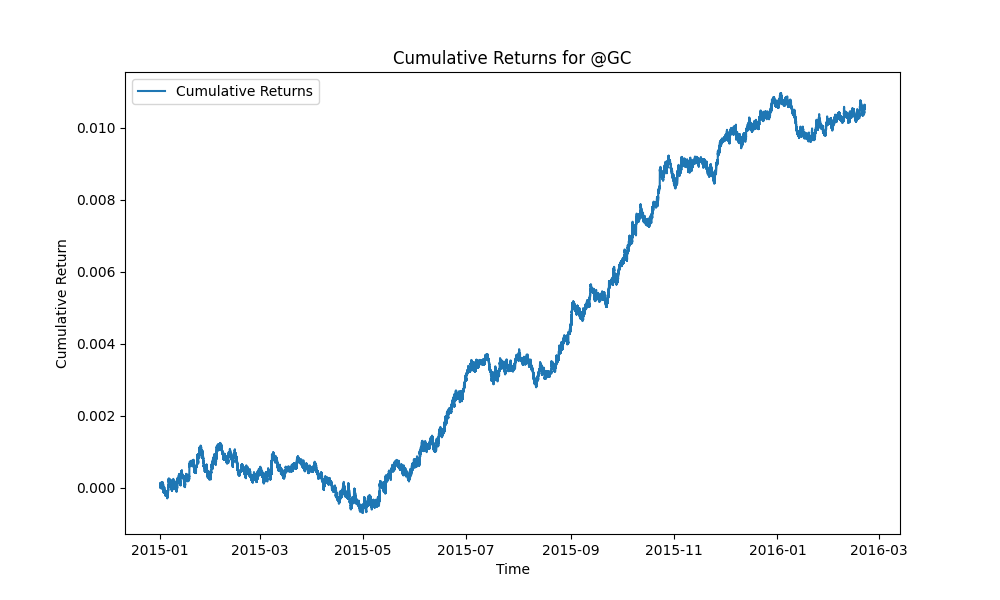 Cumulative Returns for @GC
Cumulative Returns
0.010
0.008
0.006
0.004
0.002
0.000
Cumulative Return
2015-01 2015-03 2015-05 2015-07 2015-09 2015-11 2016-01 2016-03
Time